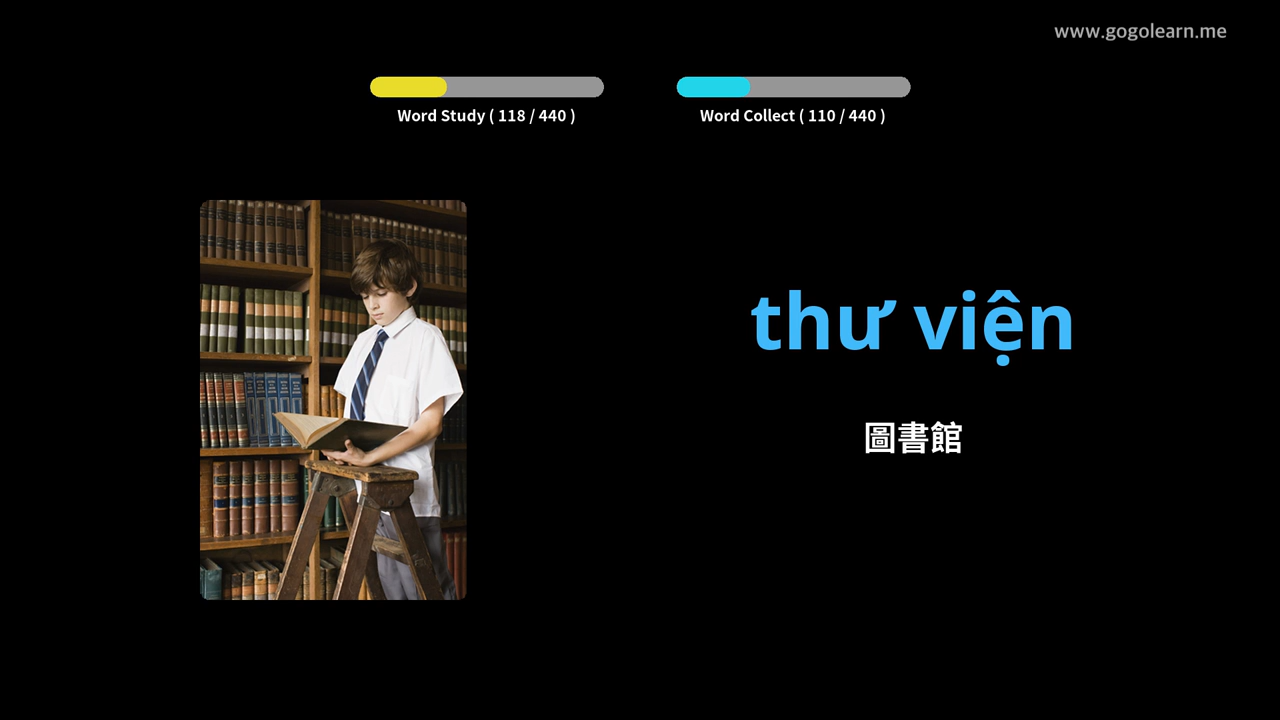 www.gogolearn.me
Word Study ( 118 / 440 )
Word Collect ( 110 / 440 )
thư viện
圖書館